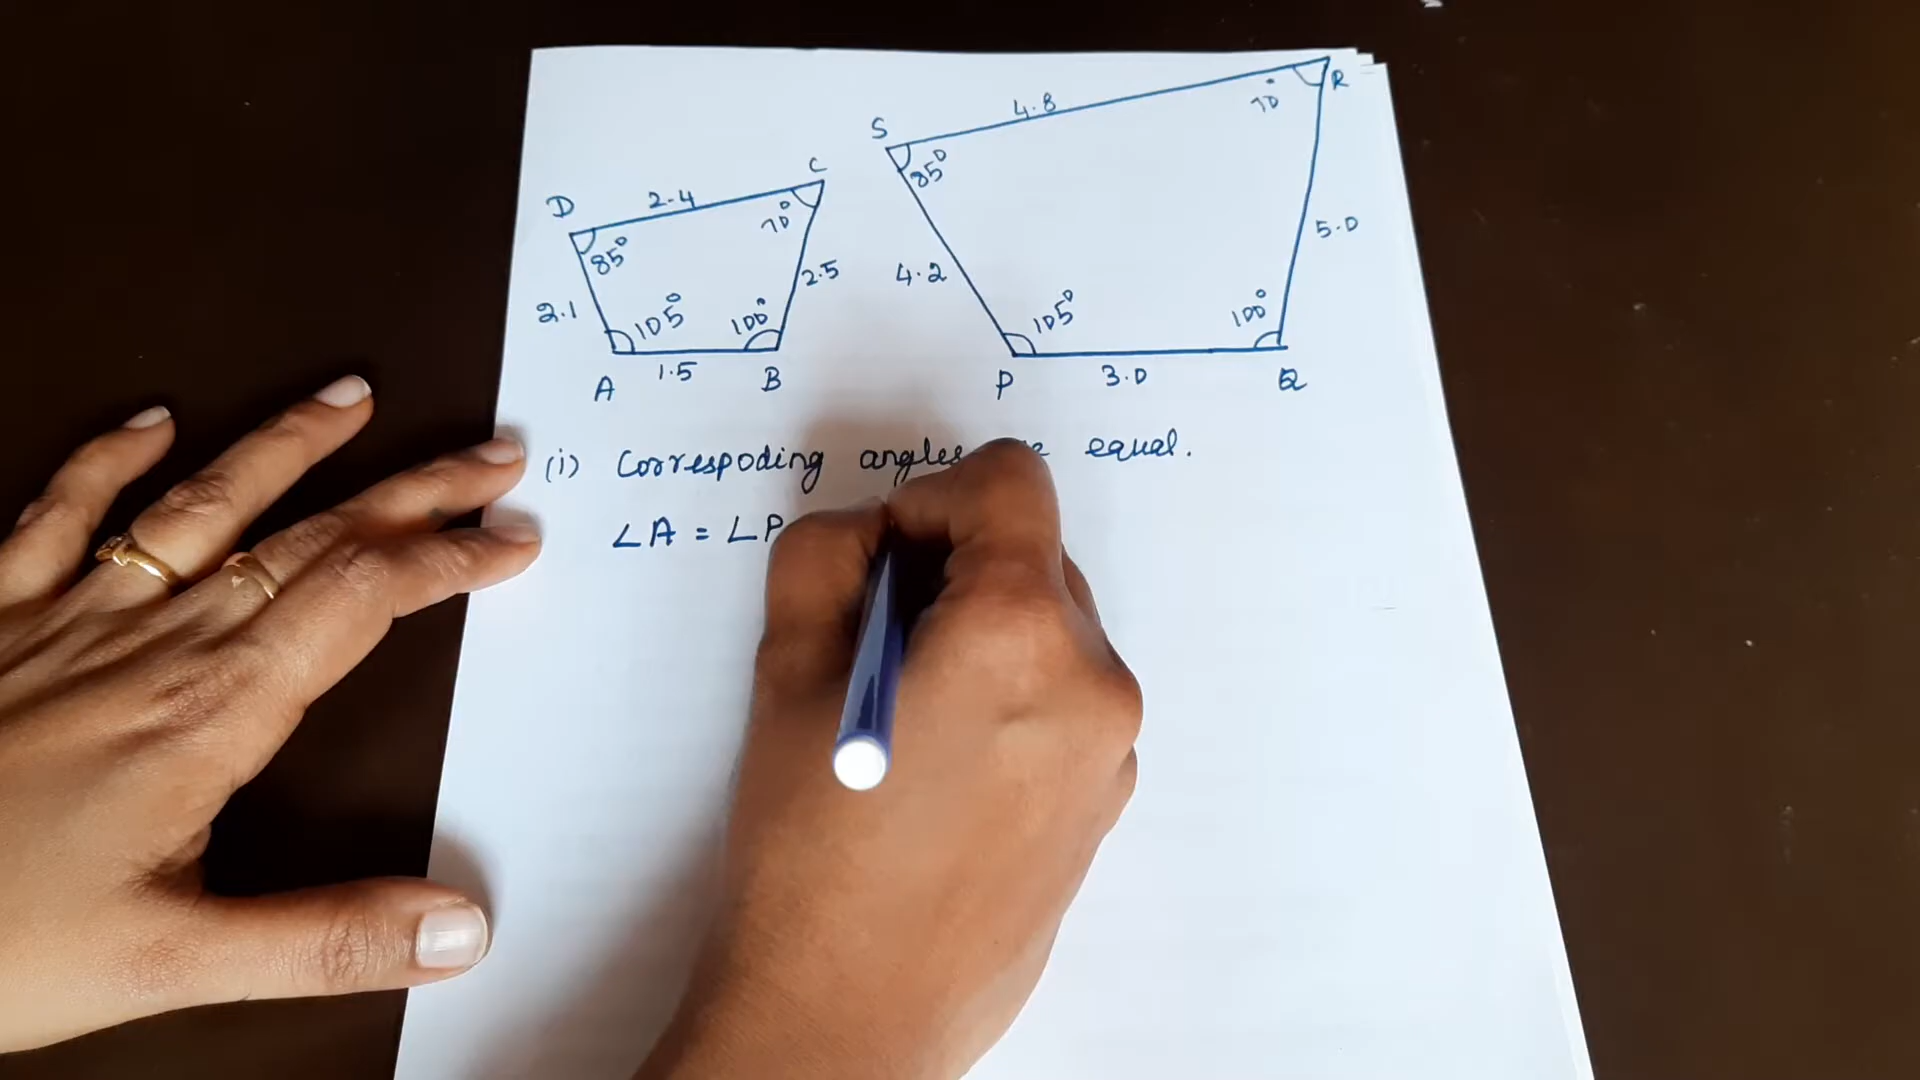 S 4.8 70° R
D 2.4 C 85°
85° 70° 5.0
2.1 105° 100° 2.5 4.2 105° 100°
A 1.5 B P 3.0 Q
(i) Correspoding angles equal.
∠A = ∠P